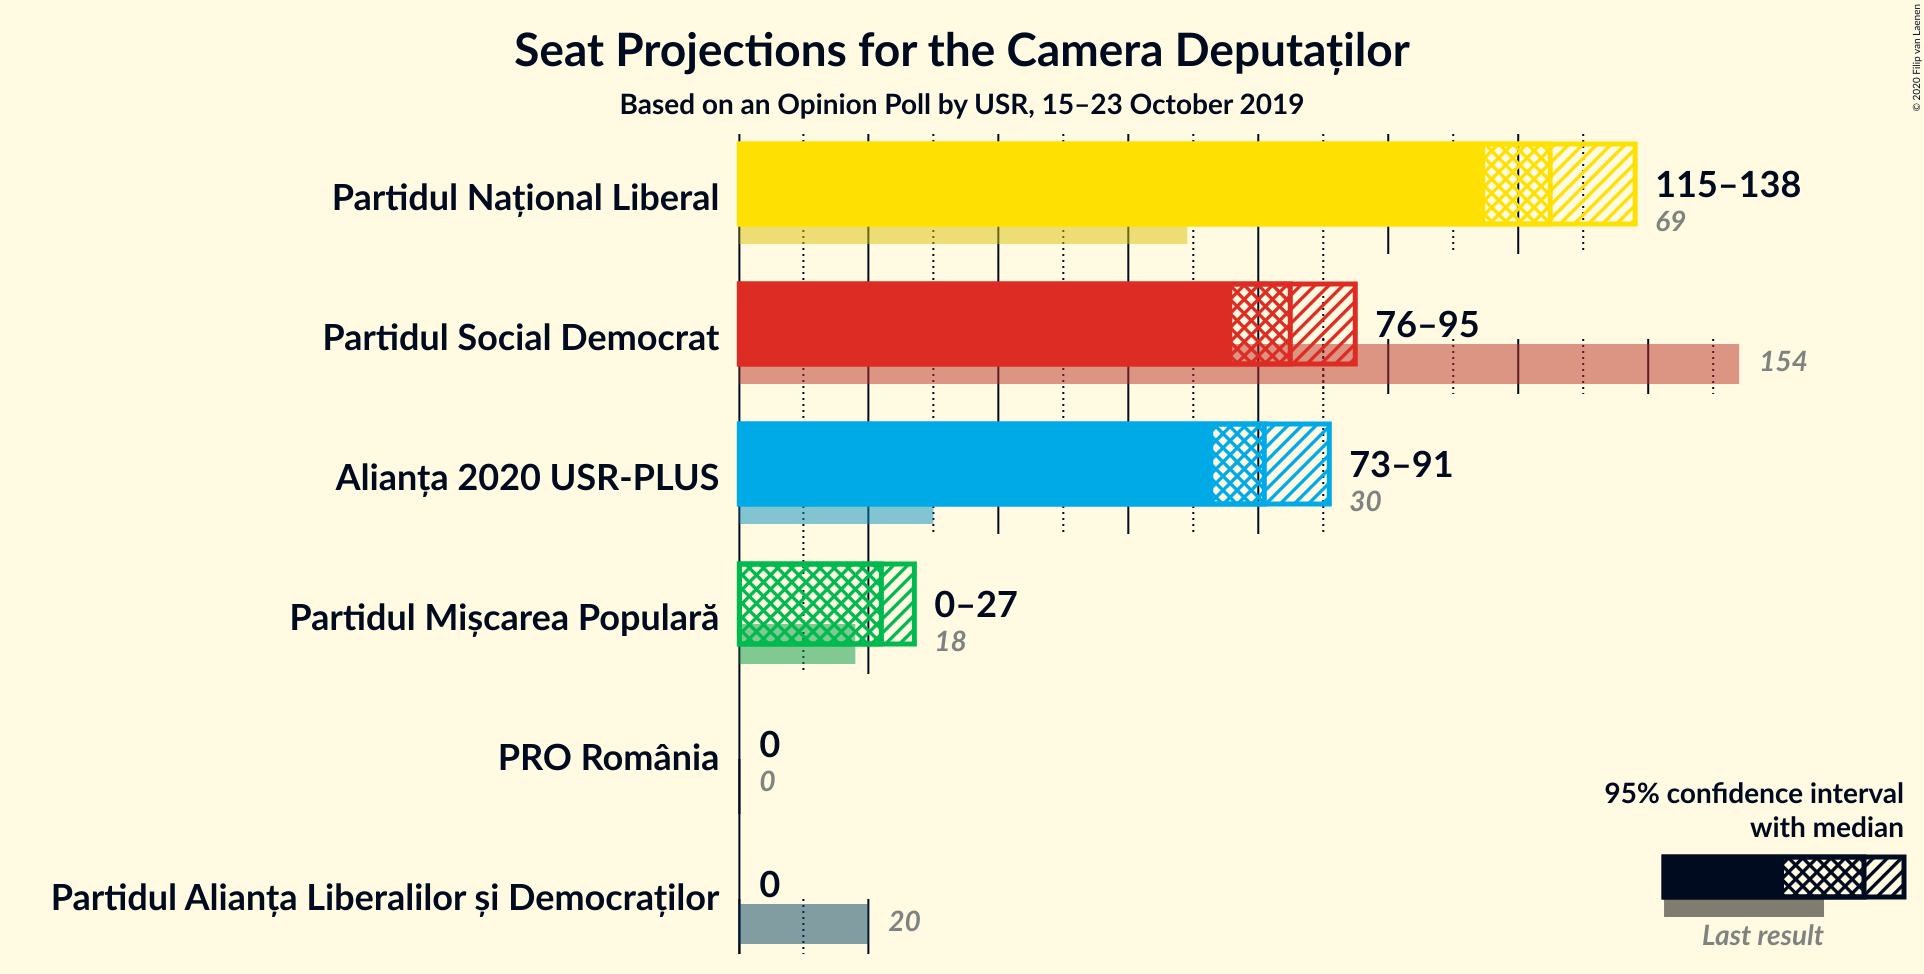 Seat Projections for the Camera Deputaților
Based on an Opinion Poll by USR, 15–23 October 2019
© 2020 Filip van Laenen
Partidul Național Liberal
115–138
69
Partidul Social Democrat
76–95
154
Alianța 2020 USR-PLUS
73–91
30
Partidul Mișcarea Populară
0–27
18
PRO România
0
0
Partidul Alianța Liberalilor și Democraților
0
20
95% confidence interval
with median
Last result